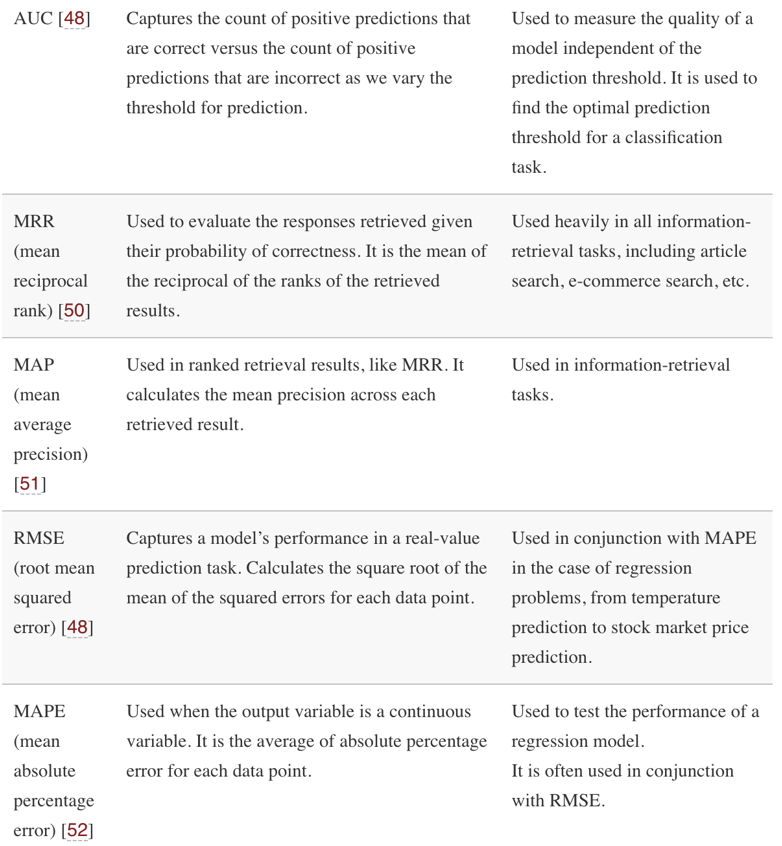 AUC [48]
Captures the count of positive predictions that
are correct versus the count of positive
predictions that are incorrect as we vary the
threshold for prediction.
Used to measure the quality of a
model independent of the
prediction threshold. It is used to
find the optimal prediction
threshold for a classification
task.
MRR
(mean
reciprocal
rank) [50]
Used to evaluate the responses retrieved given
their probability of correctness. It is the mean of
the reciprocal of the ranks of the retrieved
results.
Used heavily in all information-
retrieval tasks, including article
search, e-commerce search, etc.
MAP
(mean
average
precision)
[51]
Used in ranked retrieval results, like MRR. It
calculates the mean precision across each
retrieved result.
Used in information-retrieval
tasks.
RMSE
(root mean
squared
error) [48]
Captures a model’s performance in a real-value
prediction task. Calculates the square root of the
mean of the squared errors for each data point.
Used in conjunction with MAPE
in the case of regression
problems, from temperature
prediction to stock market price
prediction.
MAPE
(mean
absolute
percentage
error) [52]
Used when the output variable is a continuous
variable. It is the average of absolute percentage
error for each data point.
Used to test the performance of a
regression model.
It is often used in conjunction
with RMSE.